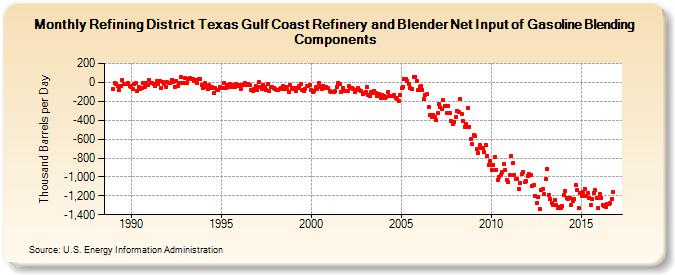 Monthly Refining District Texas Gulf Coast Refinery and Blender Net Input of Gasoline Blending
Components
Thousand Barrels per Day
200
0
-200
-400
-600
-800
-1,000
-1,200
-1,400
1990 1995 2000 2005 2010 2015
Source: U.S. Energy Information Administration